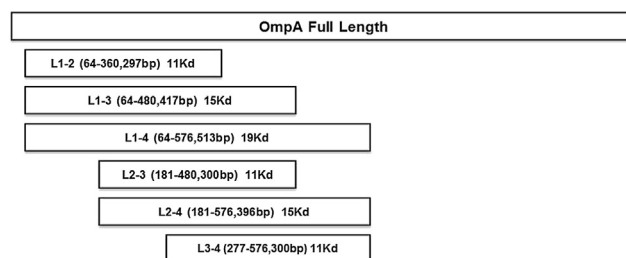 OmpA Full Length
L1-2 (64-360,297bp) 11Kd
L1-3 (64-480,417bp) 15Kd
L1-4 (64-576,513bp) 19Kd
L2-3 (181-480,300bp) 11Kd
L2-4 (181-576,396bp) 15Kd
L3-4 (277-576,300bp) 11Kd